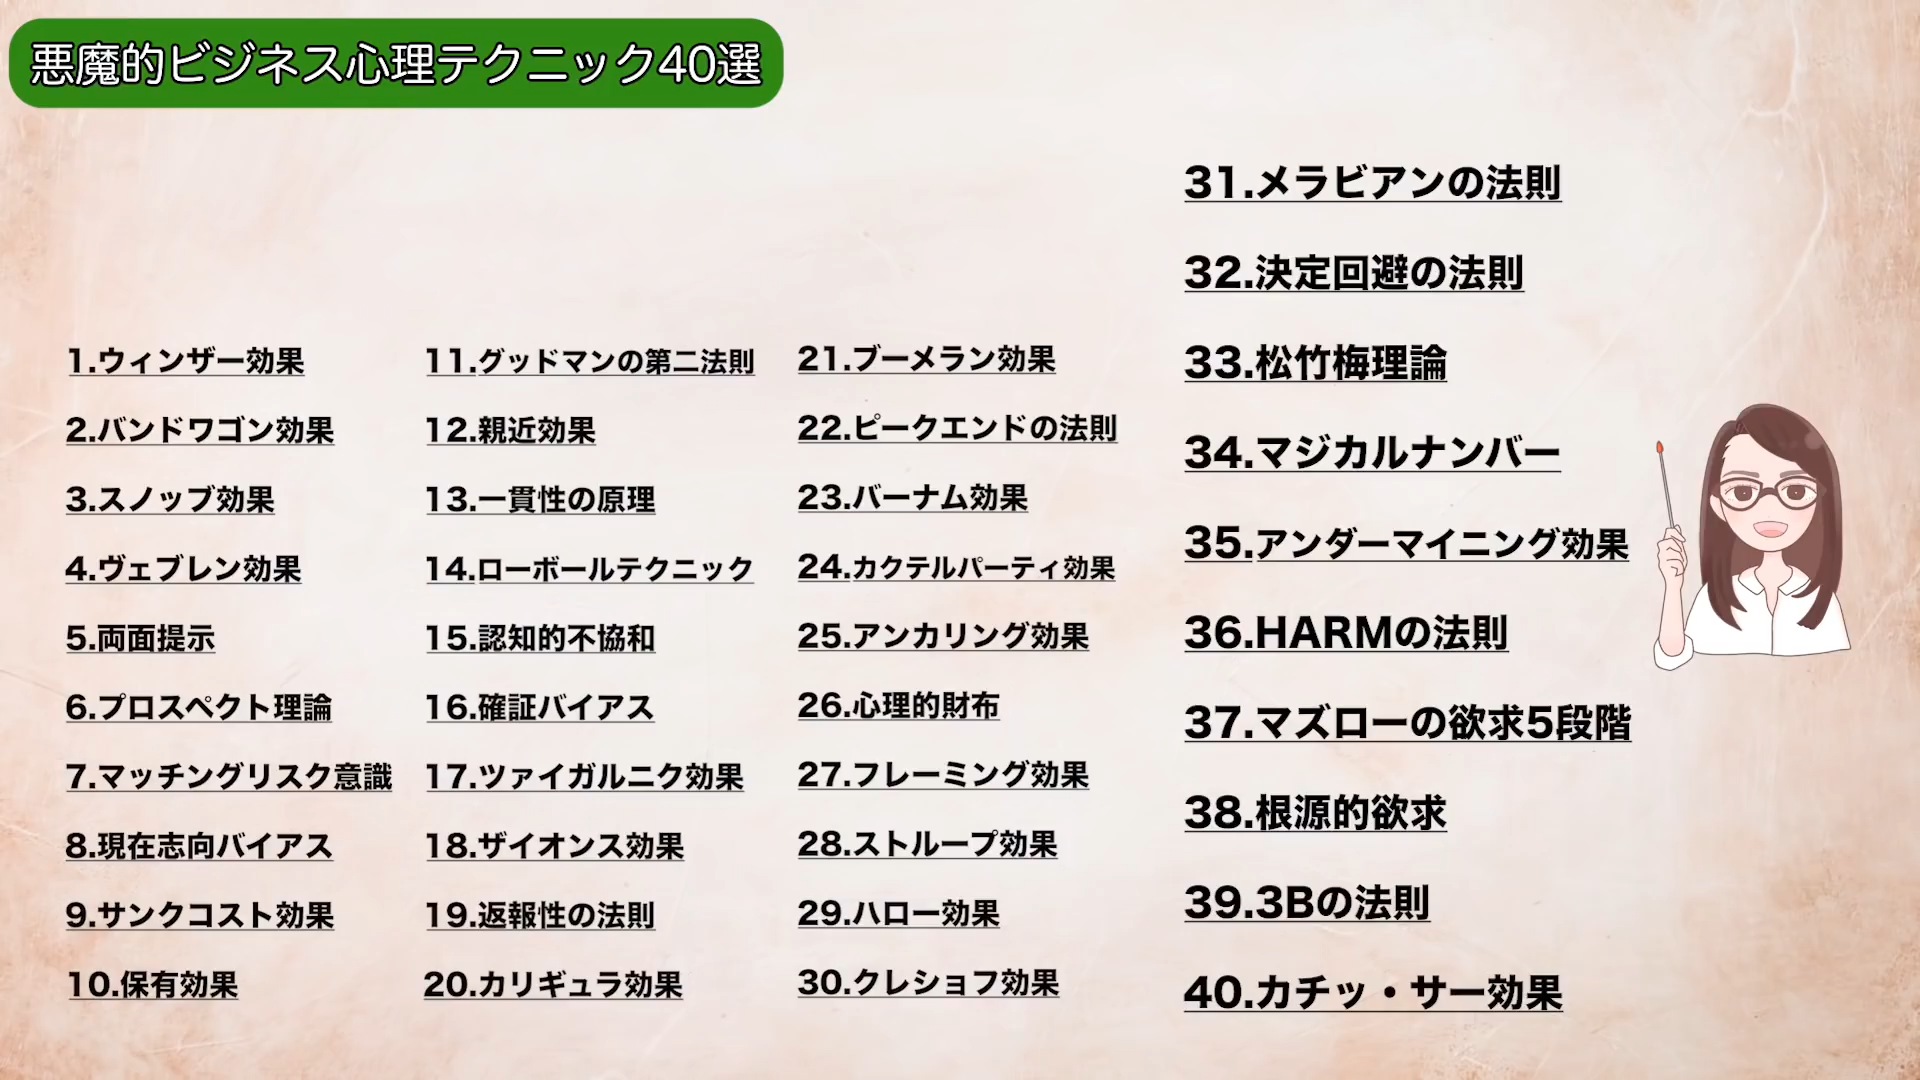 悪魔的ビジネス心理テクニック40選
1.ウィンザー効果
2.バンドワゴン効果
3.スノッブ効果
4.ヴェブレン効果
5.両面提示
6.プロスペクト理論
7.マッチングリスク意識
8.現在志向バイアス
9.サンクコスト効果
10.保有効果
11.グッドマンの第二法則
12.親近効果
13.一貫性の原理
14.ローボールテクニック
15.認知的不協和
16.確証バイアス
17.ツァイガルニク効果
18.ザイオンス効果
19.返報性の法則
20.カリギュラ効果
21.ブーメラン効果
22.ピークエンドの法則
23.バーナム効果
24.カクテルパーティ効果
25.アンカリング効果
26.心理的財布
27.フレーミング効果
28.ストループ効果
29.ハロー効果
30.クレショフ効果
31.メラビアンの法則
32.決定回避の法則
33.松竹梅理論
34.マジカルナンバー
35.アンダーマイニング効果
36.HARMの法則
37.マズローの欲求5段階
38.根源的欲求
39.3Bの法則
40.カチッ・サー効果